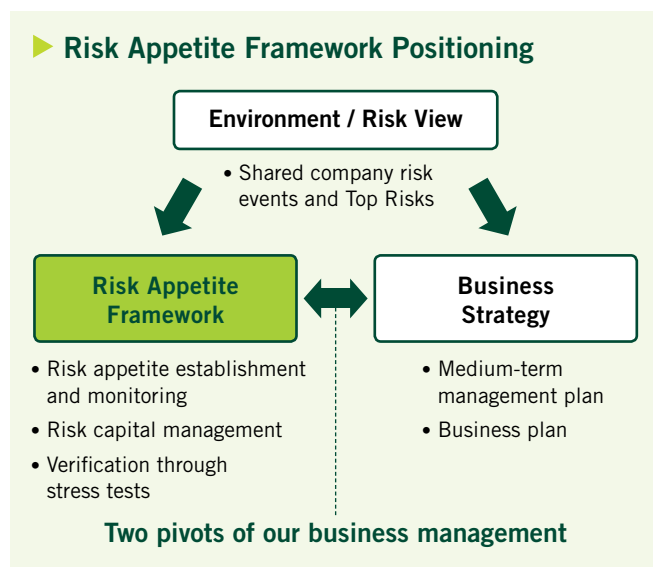 Risk Appetite Framework Positioning
Environment / Risk View
• Shared company risk
events and Top Risks
Risk Appetite
Framework
• Risk appetite establishment
and monitoring
• Risk capital management
• Verification through
stress tests
Business
Strategy
• Medium-term
management plan
• Business plan
Two pivots of our business management